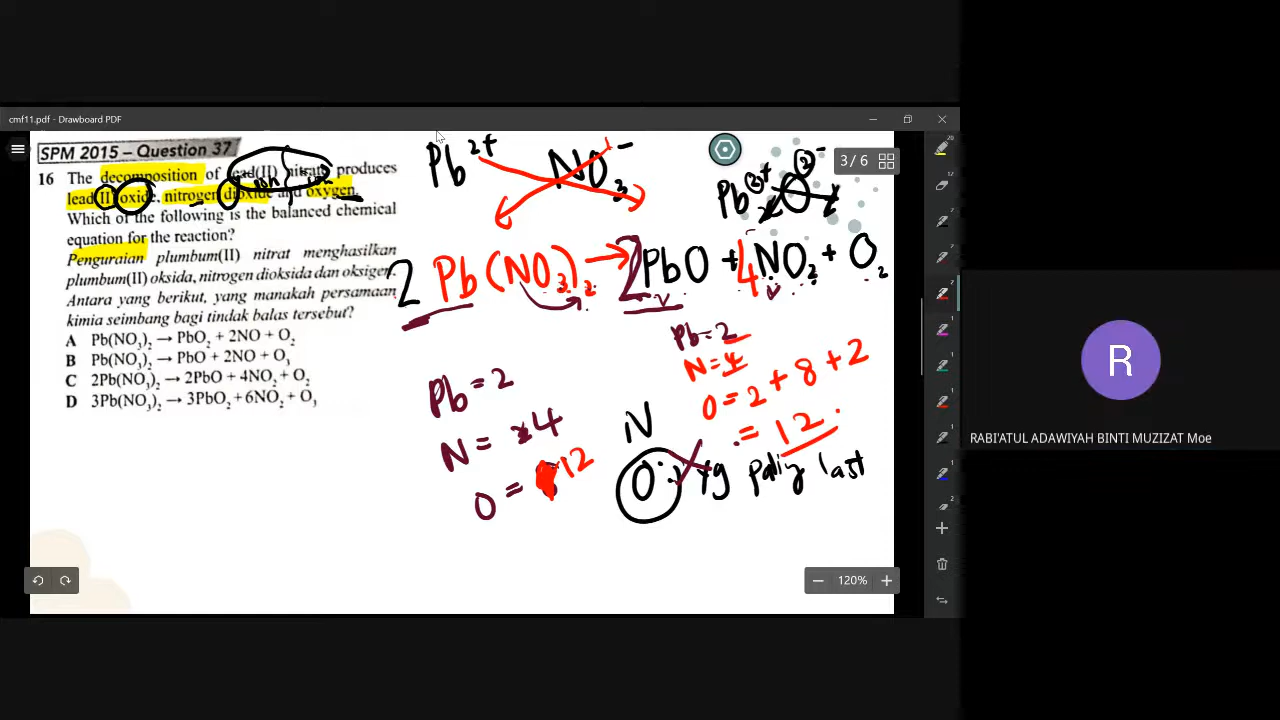 cmf11.pdf - Drawboard PDF
SPM 2015 – Question 37
16 The decomposition of lead(II) nitrate produces
lead(II) oxide, nitrogen dioxide and oxygen.
Which of the following is the balanced chemical
equation for the reaction?
Penguraian plumbum(II) nitrat menghasilkan
plumbum(II) oksida, nitrogen dioksida dan oksigen.
Antara yang berikut, yang manakah persamaan
kimia seimbang bagi tindak balas tersebut?
A Pb(NO₃)₂ → PbO₂ + 2NO + O₂
B Pb(NO₃)₂ → PbO + 2NO + O₃
C 2Pb(NO₃)₂ → 2PbO + 4NO₂ + O₂
D 3Pb(NO₃)₂ → 3PbO₂ + 6NO₂ + O₃
Pb²⁺ NO₃⁻
Pb²⁺ O²⁻
2 Pb(NO₃)₂ → 2PbO + 4NO₂ + O₂
Pb = 2
N = 4
O = 12
Pb = 2
N = 4
O = 2 + 8 + 2
= 12
N
O yg paling last
3 / 6
120%
R
RABI'ATUL ADAWIYAH BINTI MUZIZAT Moe